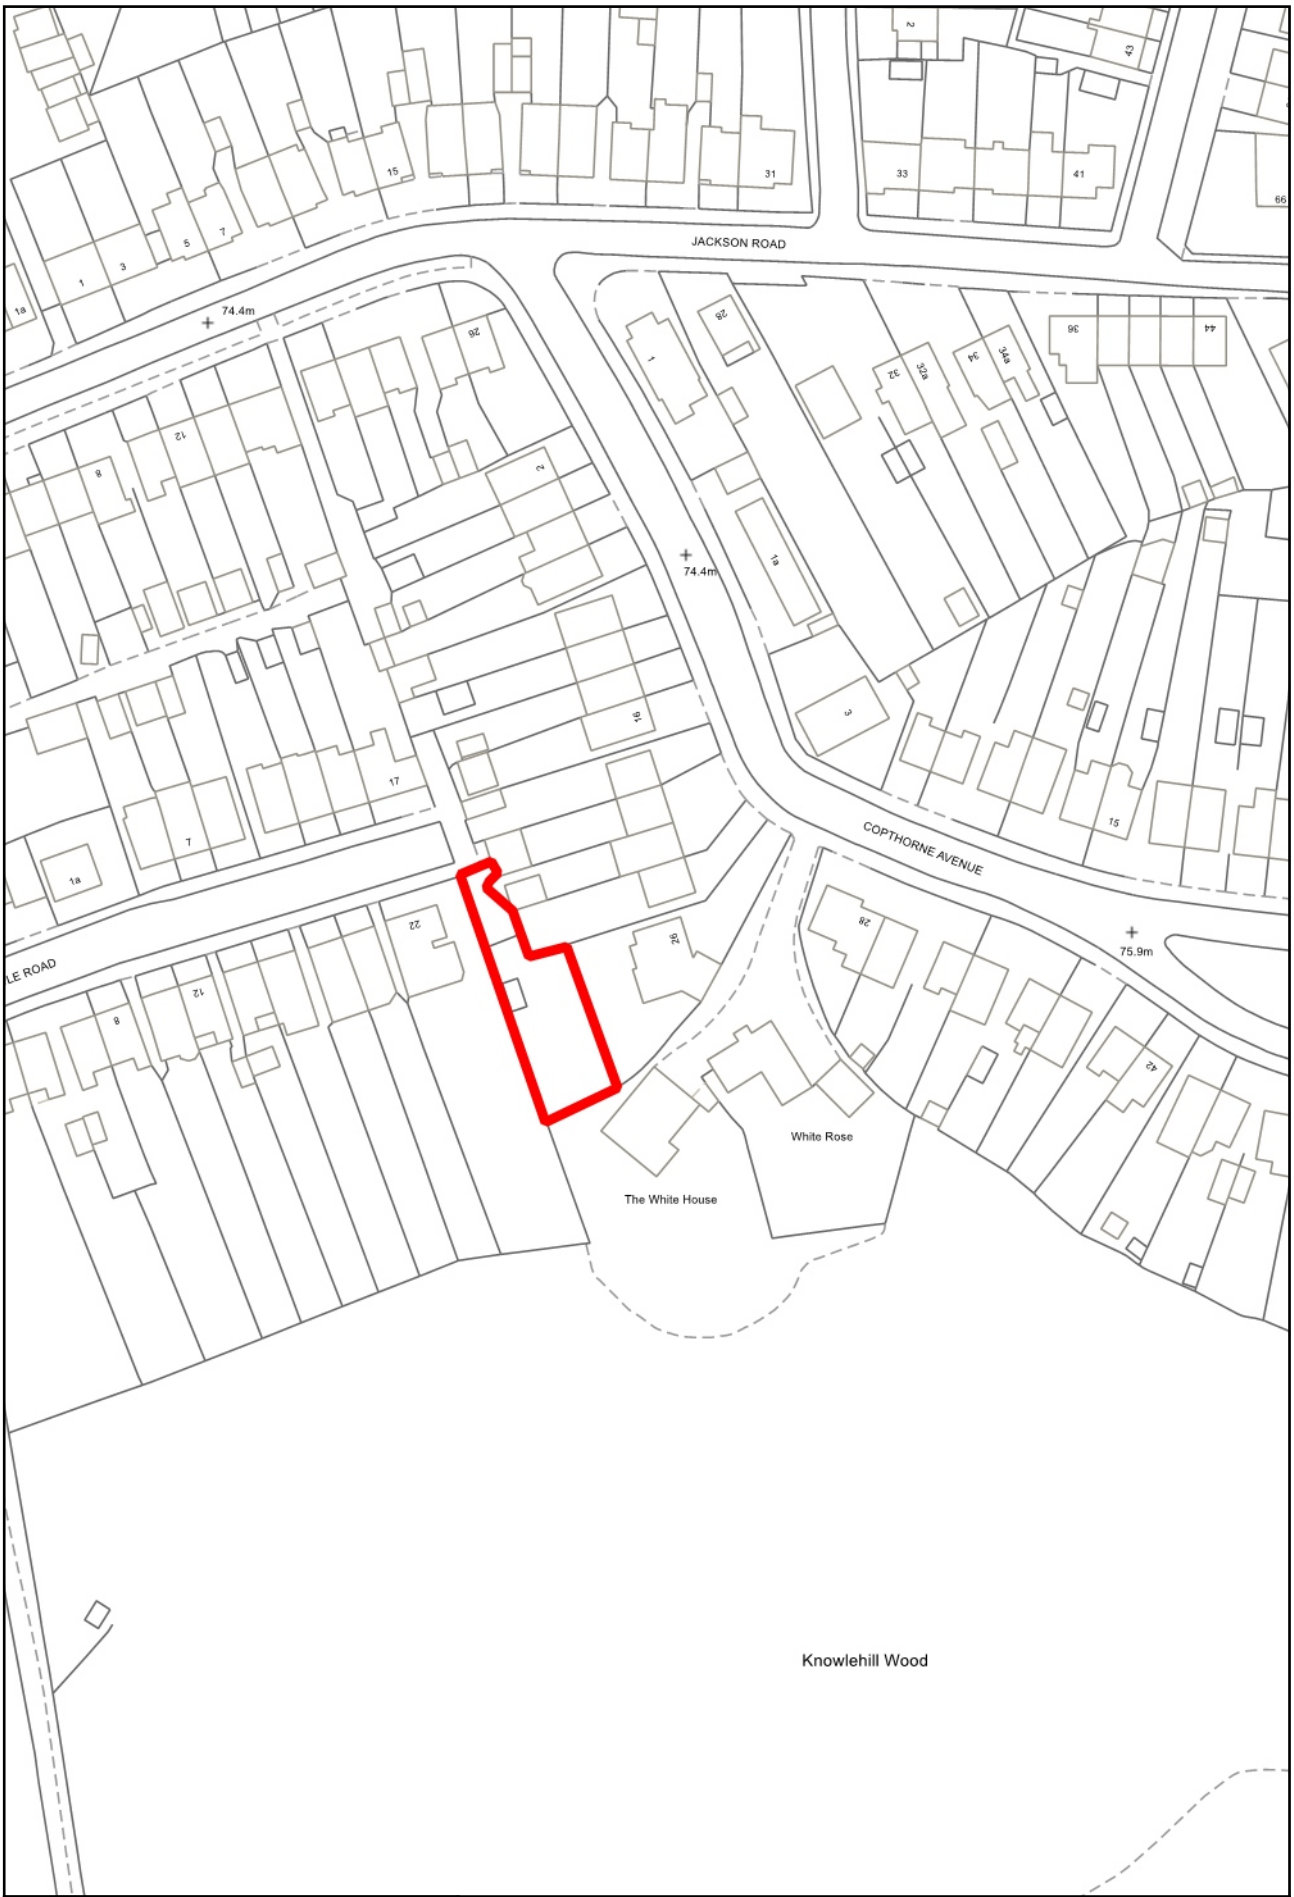 2
43
15
31
33
41
66
JACKSON ROAD
5
7
3
1
1a
74.4m
26
28
1
36
44
32
32a
34
34a
12
8
2
1a
74.4m
16
3
17
7
15
COPTHORNE AVENUE
1a
22
26
28
75.9m
LE ROAD
12
8
42
White Rose
The White House
Knowlehill Wood